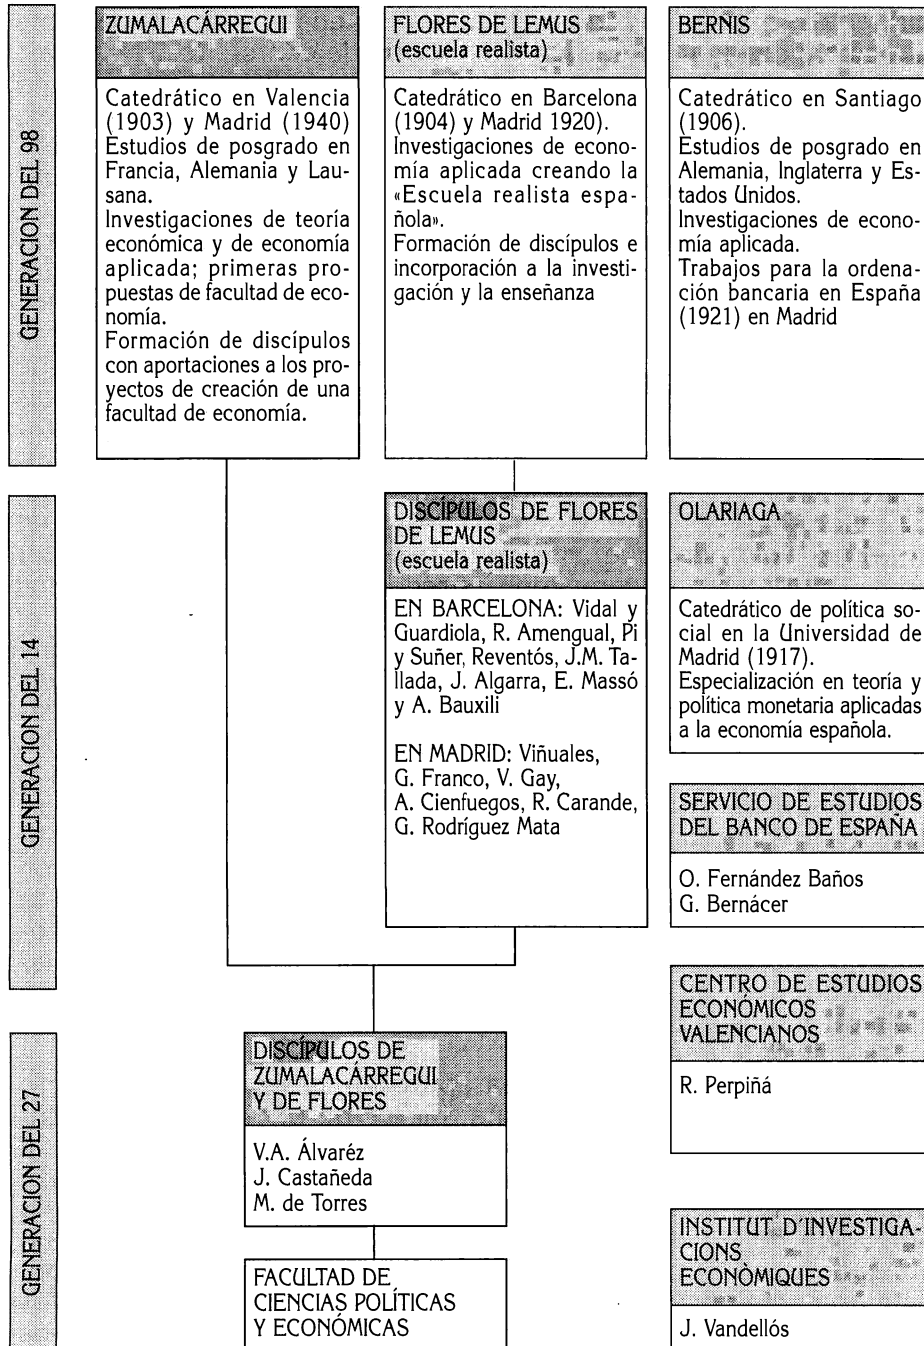 GENERACION DEL 98
ZUMALACÁRREGUI
Catedrático en Valencia
(1903) y Madrid (1940)
Estudios de posgrado en
Francia, Alemania y Lau-
sana.
Investigaciones de teoría
económica y de economía
aplicada; primeras pro-
puestas de facultad de eco-
nomía.
Formación de discípulos
con aportaciones a los pro-
yectos de creación de una
facultad de economía.
FLORES DE LEMUS
(escuela realista)
Catedrático en Barcelona
(1904) y Madrid 1920).
Investigaciones de econo-
mía aplicada creando la
«Escuela realista espa-
ñola».
Formación de discípulos e
incorporación a la investi-
gación y la enseñanza
BERNIS
Catedrático en Santiago
(1906).
Estudios de posgrado en
Alemania, Inglaterra y Es-
tados Unidos.
Investigaciones de econo-
mía aplicada.
Trabajos para la ordena-
ción bancaria en España
(1921) en Madrid
GENERACION DEL 14
DISCÍPULOS DE FLORES
DE LEMUS
(escuela realista)
EN BARCELONA: Vidal y
Guardiola, R. Amengual, Pi
y Suñer, Reventós, J.M. Ta-
llada, J. Algarra, E. Massó
y A. Bauxili
EN MADRID: Viñuales,
G. Franco, V. Gay,
A. Cienfuegos, R. Carande,
G. Rodríguez Mata
OLARIAGA
Catedrático de política so-
cial en la Universidad de
Madrid (1917).
Especialización en teoría y
política monetaria aplicadas
a la economía española.
SERVICIO DE ESTUDIOS
DEL BANCO DE ESPAÑA
O. Fernández Baños
G. Bernácer
CENTRO DE ESTUDIOS
ECONÓMICOS
VALENCIANOS
R. Perpiñá
GENERACION DEL 27
DISCÍPULOS DE
ZUMALACÁRREGUI
Y DE FLORES
V.A. Álvaréz
J. Castañeda
M. de Torres
FACULTAD DE
CIENCIAS POLÍTICAS
Y ECONÓMICAS
INSTITUT D'INVESTIGA-
CIONS
ECONÒMIQUES
J. Vandellós